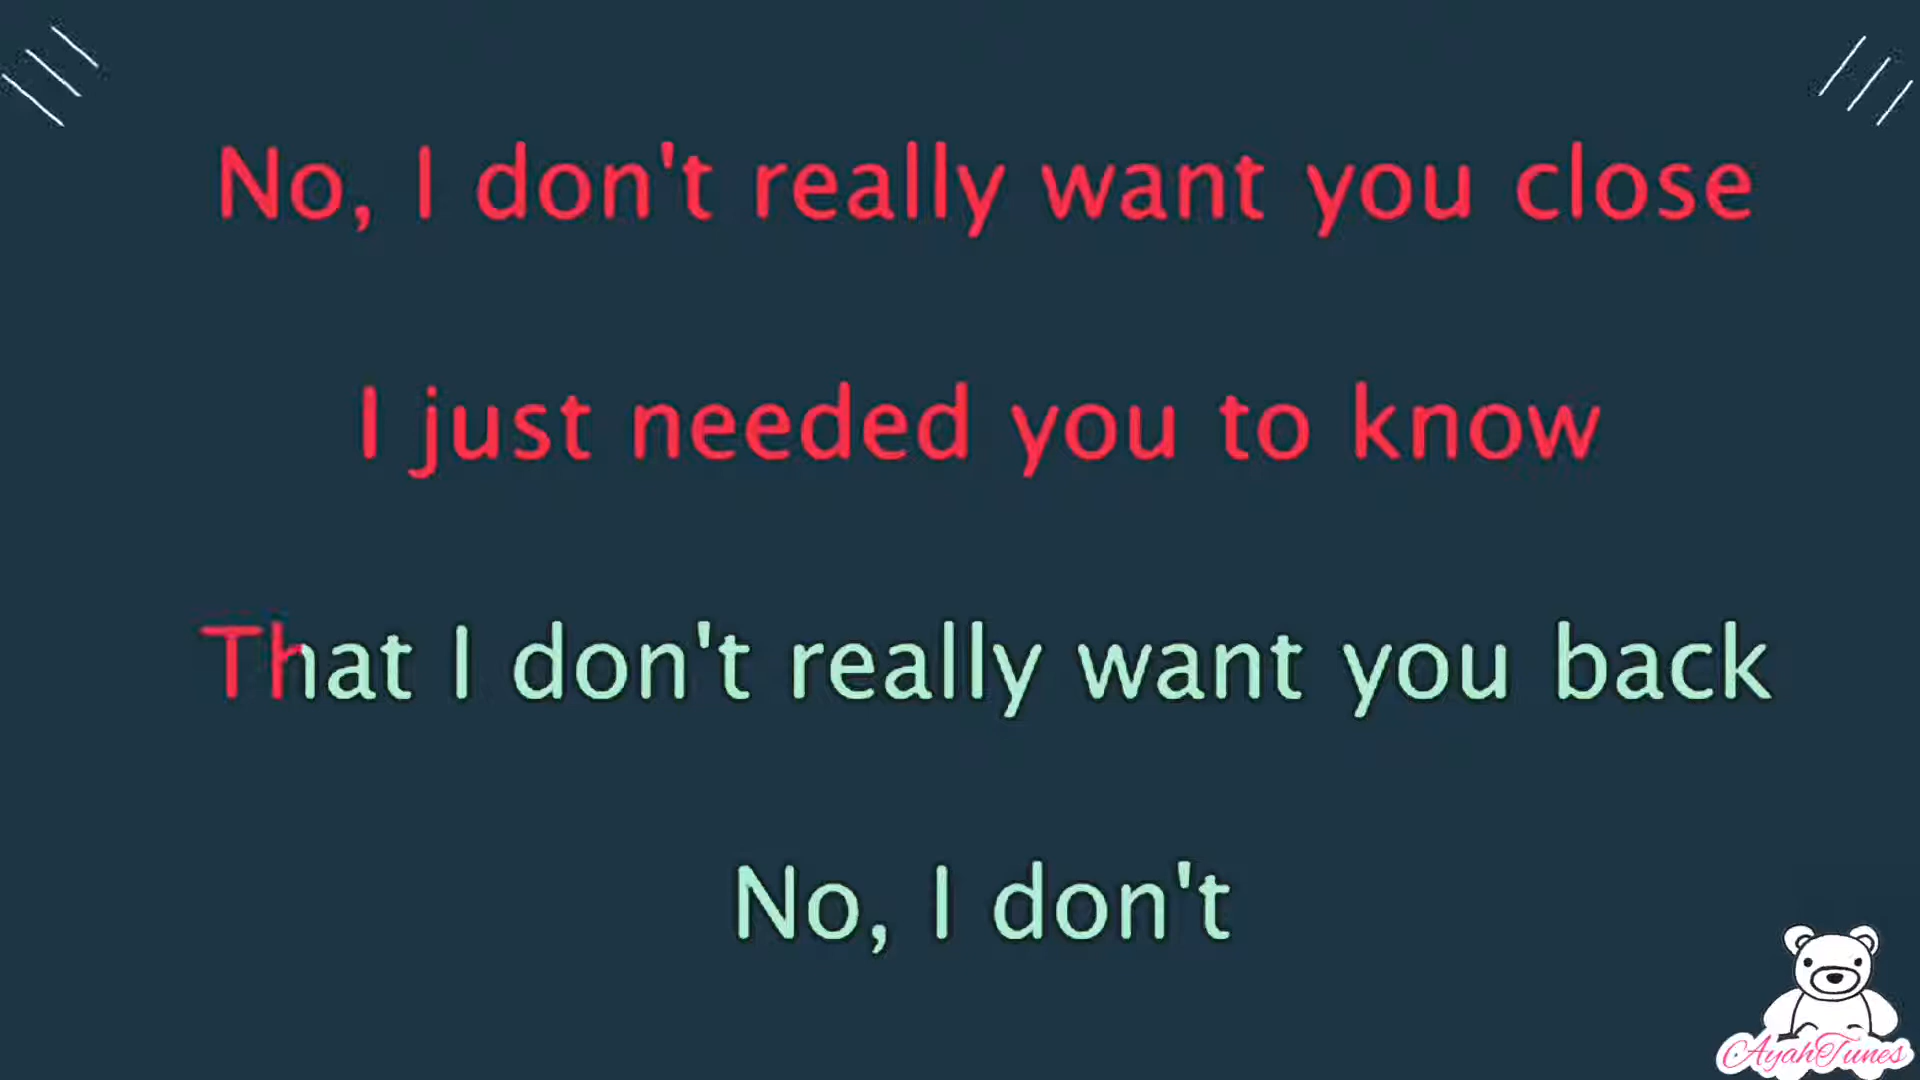 No, I don't really want you close
I just needed you to know
That I don't really want you back
No, I don't
AyahTunes